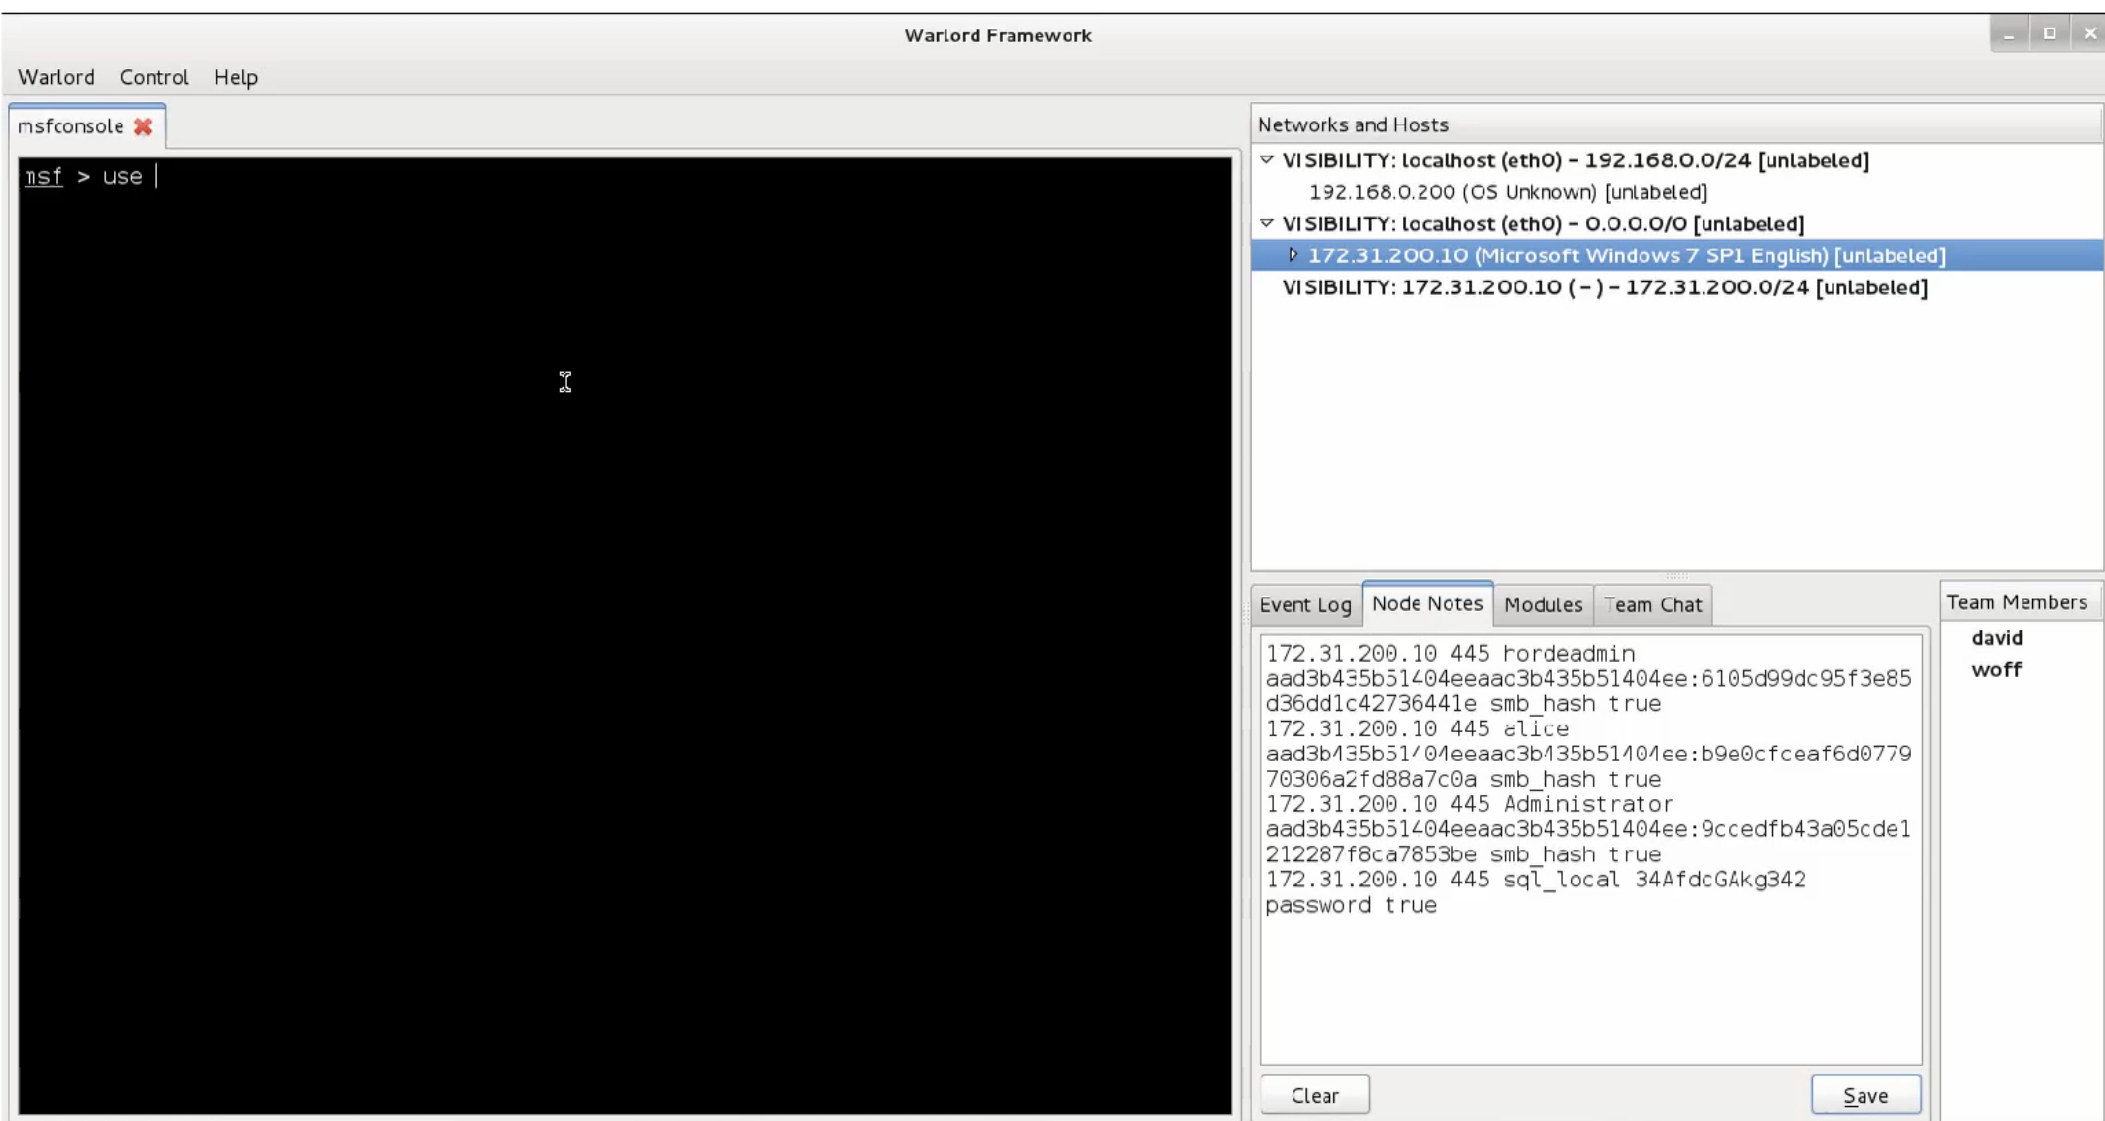 Warlord Framework
Warlord Control Help
msfconsole
msf > use
Networks and Hosts
VISIBILITY: localhost (eth0) - 192.168.0.0/24 [unlabeled]
192.168.0.200 (OS Unknown) [unlabeled]
VISIBILITY: localhost (eth0) - 0.0.0.0/0 [unlabeled]
172.31.200.10 (Microsoft Windows 7 SP1 English) [unlabeled]
VISIBILITY: 172.31.200.10 (-) - 172.31.200.0/24 [unlabeled]
Event Log Node Notes Modules Team Chat
172.31.200.10 445 hordeadmin
aad3b435b51404eeaad3b435b51404ee:6105d99dc95f3e85
d36dd1c42736441e smb_hash true
172.31.200.10 445 alice
aad3b435b51404eeaad3b435b51404ee:b9e0cfceaf6d0779
70306a2fd88a7c0a smb_hash true
172.31.200.10 445 Administrator
aad3b435b51404eeaad3b435b51404ee:9ccedfb43a05cde1
212287f8ca7853be smb_hash true
172.31.200.10 445 sql_local 34AfdcGAkg342
password true
Clear Save
Team Members
david
woff